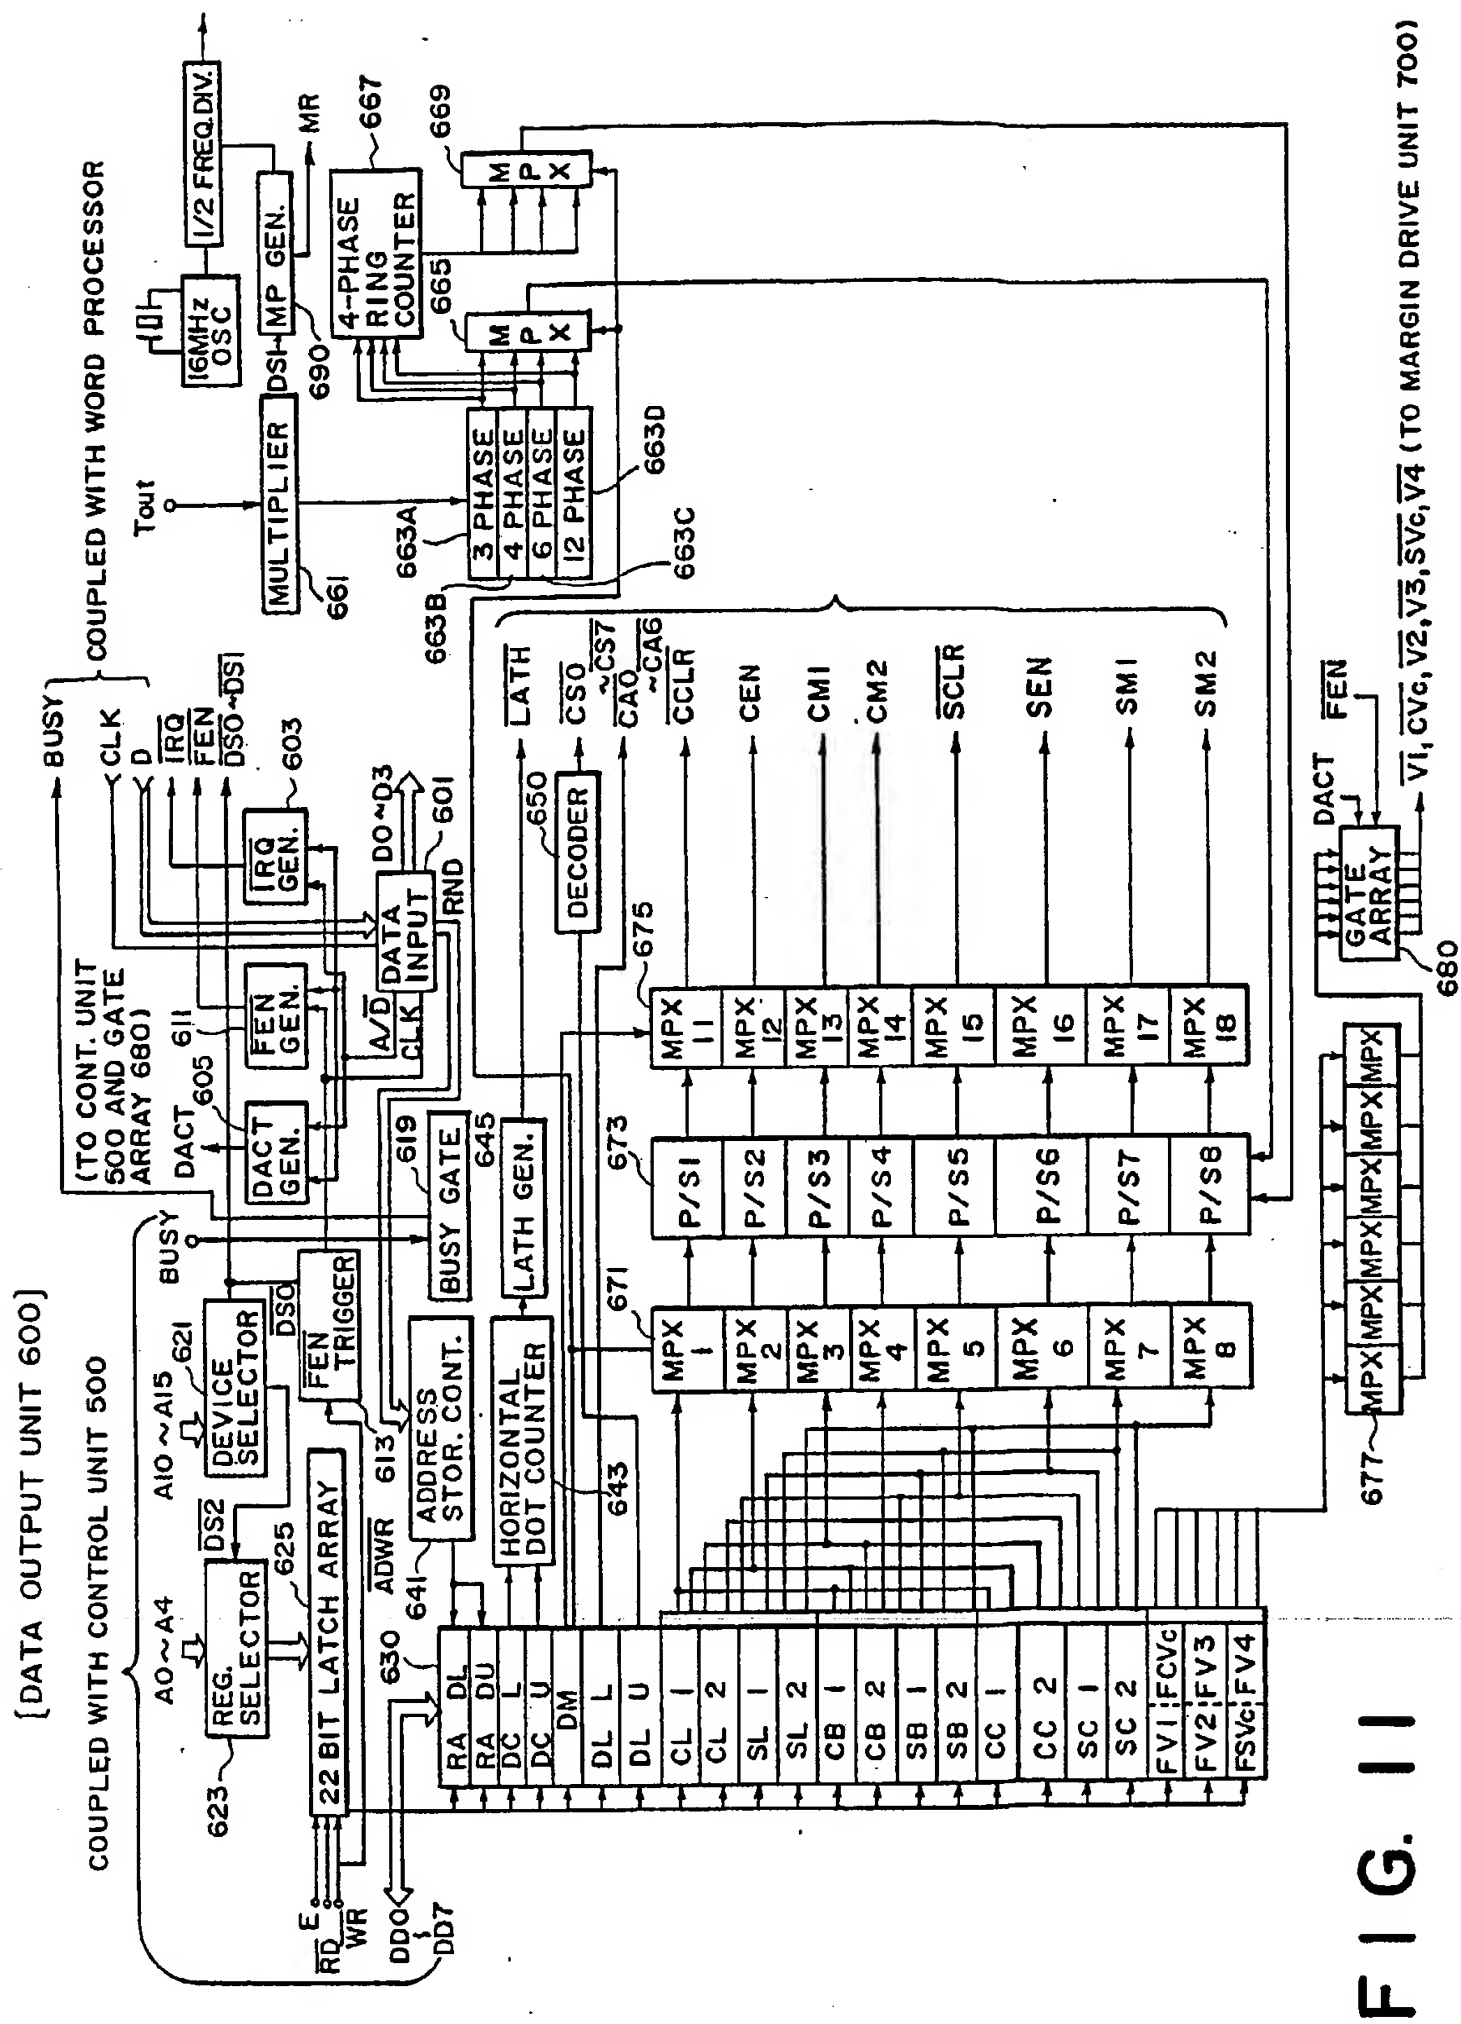 [DATA OUTPUT UNIT 600]
COUPLED WITH CONTROL UNIT 500
COUPLED WITH WORD PROCESSOR
A0~A4
A10~A15
BUSY
(TO CONT. UNIT
500 AND GATE
ARRAY 680)
DACT
BUSY
CLK
D
IRQ
FEN
DS0~DS1
REG.
SELECTOR
623
DS2
DEVICE
SELECTOR
621
DS0
FEN
TRIGGER
613
DACT
GEN.
605
FEN
GEN.
611
IRQ
GEN.
603
A/D
CLK
DATA
INPUT
601
D0~D3
RND
E
RD
WR
22 BIT LATCH ARRAY
625
DD0
~
DD7
ADWR
ADDRESS
STOR. CONT.
641
BUSY GATE
619
HORIZONTAL
DOT COUNTER
643
LATH GEN.
645
DECODER
650
Tout
MULTIPLIER
661
DS1
MP GEN.
690
MR
16MHz
OSC
1/2 FREQ.DIV.
3 PHASE
4 PHASE
6 PHASE
12 PHASE
663A
663B
663C
663D
4-PHASE
RING
COUNTER
667
MPX
665
MPX
669
630
RA DL
RA DU
DC L
DC U
DM
DL L
DL U
CL 1
CL 2
SL 1
SL 2
CB 1
CB 2
SB 1
SB 2
CC 1
CC 2
SC 1
SC 2
FV1 FCVc
FV2 FV3
FSVc FV4
671
MPX 1
MPX 2
MPX 3
MPX 4
MPX 5
MPX 6
MPX 7
MPX 8
673
P/S1
P/S2
P/S3
P/S4
P/S5
P/S6
P/S7
P/S8
675
MPX 11
MPX 12
MPX 13
MPX 14
MPX 15
MPX 16
MPX 17
MPX 18
LATH
CS0
~CS7
CA0
~CA6
CCLR
CEN
CM1
CM2
SCLR
SEN
SM1
SM2
677
MPX MPX MPX MPX MPX MPX
GATE
ARRAY
680
DACT
FEN
V1, CVc, V2, V3, SVc, V4 (TO MARGIN DRIVE UNIT 700)
FIG. 11